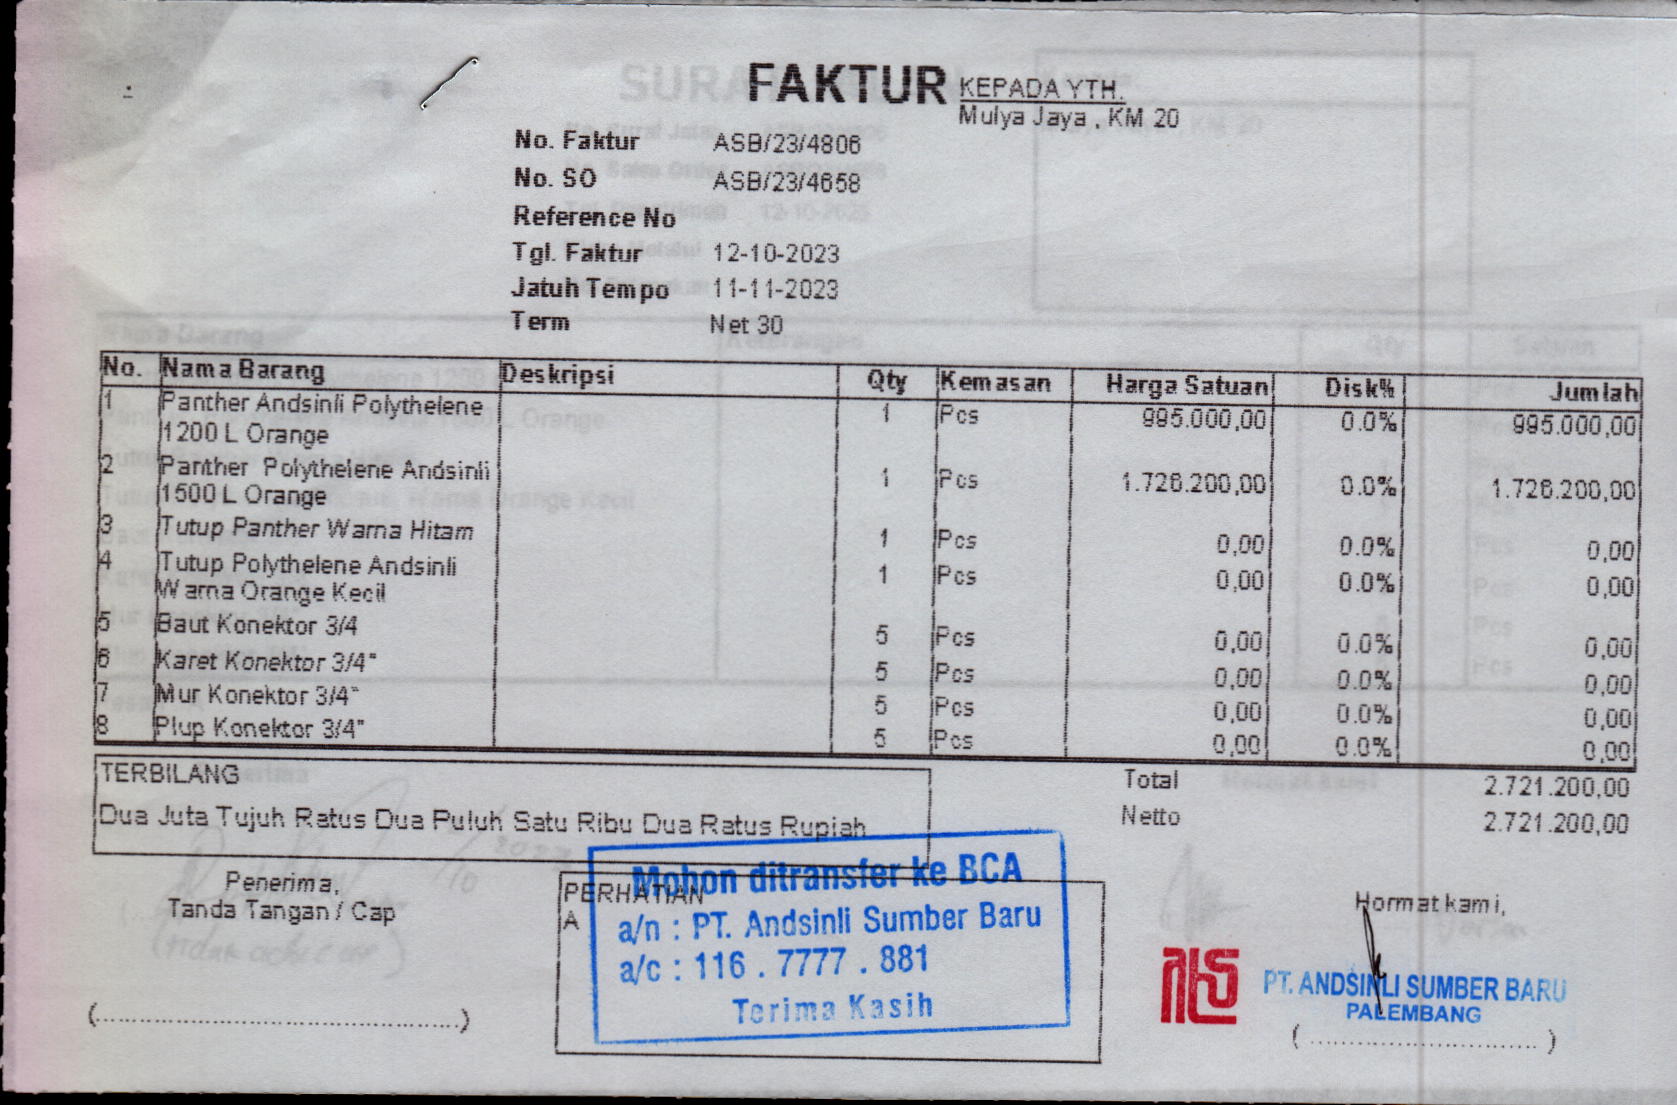 FAKTUR
KEPADA YTH.
Mulya Jaya , KM 20
No. Faktur ASB/23/4806
No. SO ASB/23/4658
Reference No
Tgl. Faktur 12-10-2023
Jatuh Tempo 11-11-2023
Term Net 30
No. Nama Barang Deskripsi Qty Kemasan Harga Satuan Disk% Jumlah
1 Panther Andsinli Polythelene 1 Pcs 995.000,00 0.0% 995.000,00
1200 L Orange
2 Panther Polythelene Andsinli 1 Pcs 1.726.200,00 0.0% 1.726.200,00
1500 L Orange
3 Tutup Panther Warna Hitam 1 Pcs 0,00 0.0% 0,00
4 Tutup Polythelene Andsinli 1 Pcs 0,00 0.0% 0,00
Warna Orange Kecil
5 Baut Konektor 3/4 5 Pcs 0,00 0.0% 0,00
6 Karet Konektor 3/4" 5 Pcs 0,00 0.0% 0,00
7 Mur Konektor 3/4" 5 Pcs 0,00 0.0% 0,00
8 Plup Konektor 3/4" 5 Pcs 0,00 0.0% 0,00
TERBILANG
Dua Juta Tujuh Ratus Dua Puluh Satu Ribu Dua Ratus Rupiah
Total 2.721.200,00
Netto 2.721.200,00
Penerima,
Tanda Tangan / Cap
(..................................................)
PERHATIAN
A
Mohon ditransfer ke BCA
a/n : PT. Andsinli Sumber Baru
a/c : 116 . 7777 . 881
Terima Kasih
Hormat kami,
PT. ANDSINLI SUMBER BARU
PALEMBANG
( ................................ )